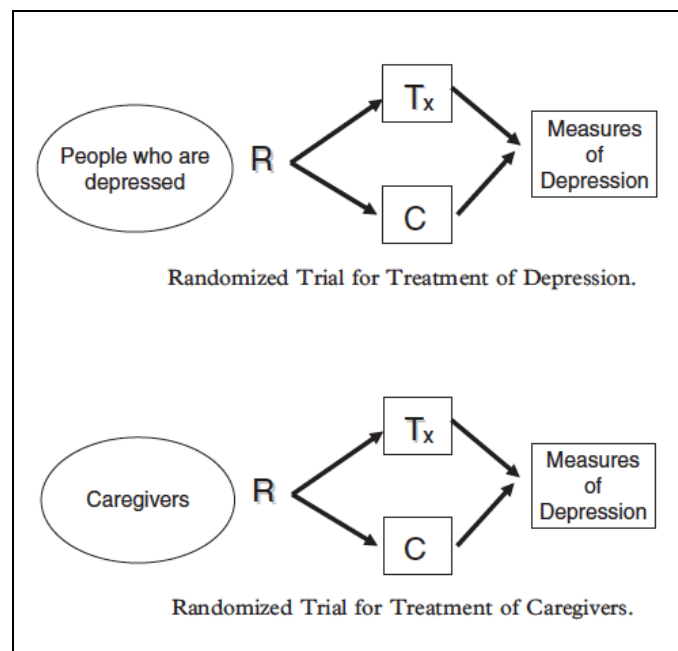 People who are
depressed
R
Tx
C
Measures
of
Depression
Randomized Trial for Treatment of Depression.
Caregivers
R
Tx
C
Measures
of
Depression
Randomized Trial for Treatment of Caregivers.